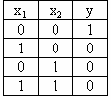 x₁ x₂ y
0 0 1
1 0 0
0 1 0
1 1 0